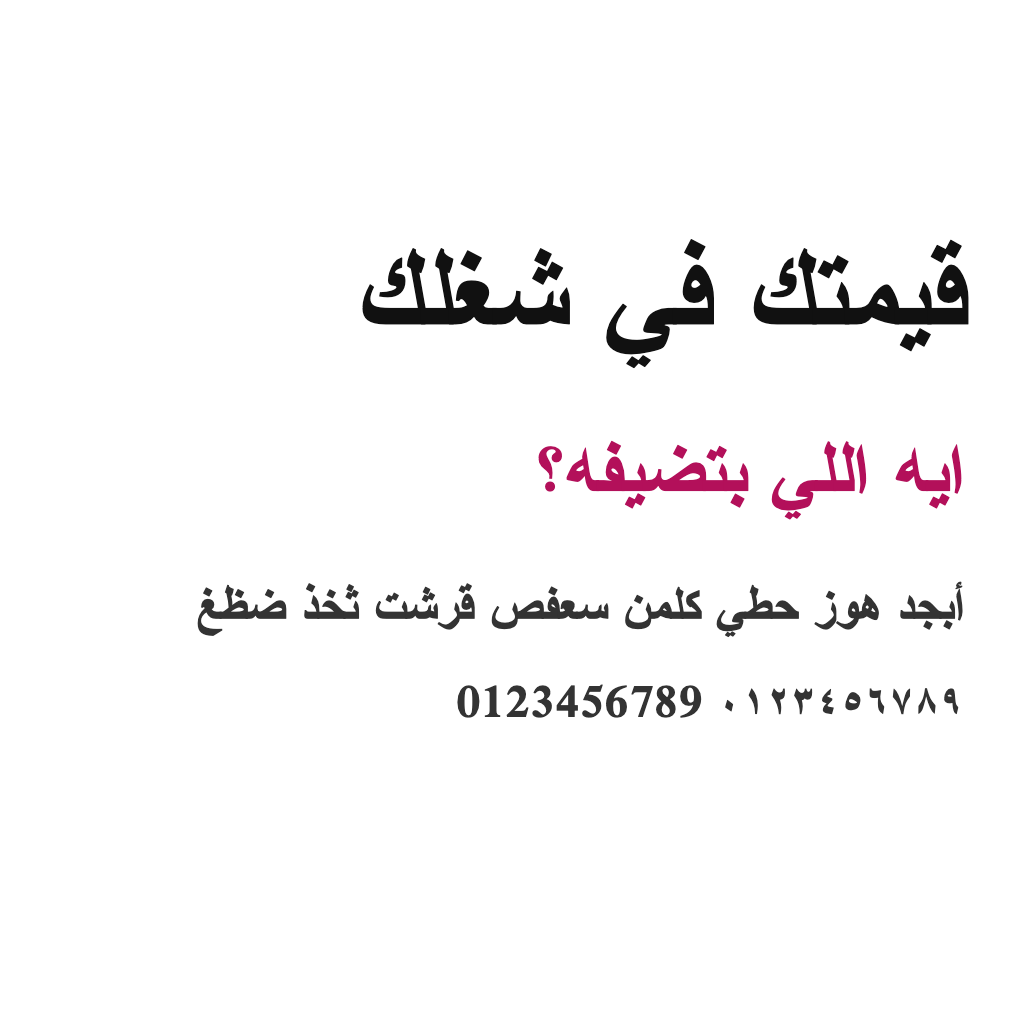 قيمتك في شغلك
ايه اللي بتضيفه؟
أبجد هوز حطي كلمن سعفص قرشت ثخذ ضظغ
٠١٢٣٤٥٦٧٨٩ 0123456789